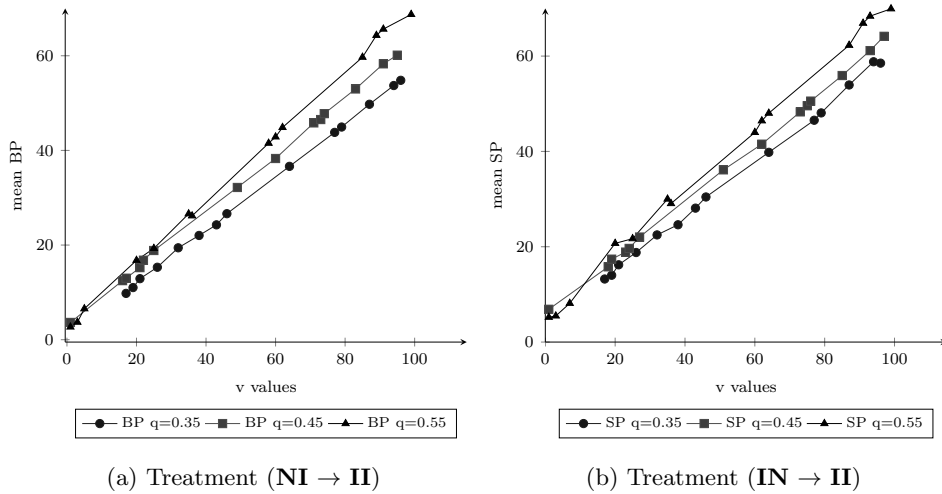 60
40
20
0
mean BP
0 20 40 60 80 100
v values
BP q=0.35 BP q=0.45 BP q=0.55
(a) Treatment (NI → II)
60
40
20
0
mean SP
0 20 40 60 80 100
v values
SP q=0.35 SP q=0.45 SP q=0.55
(b) Treatment (IN → II)